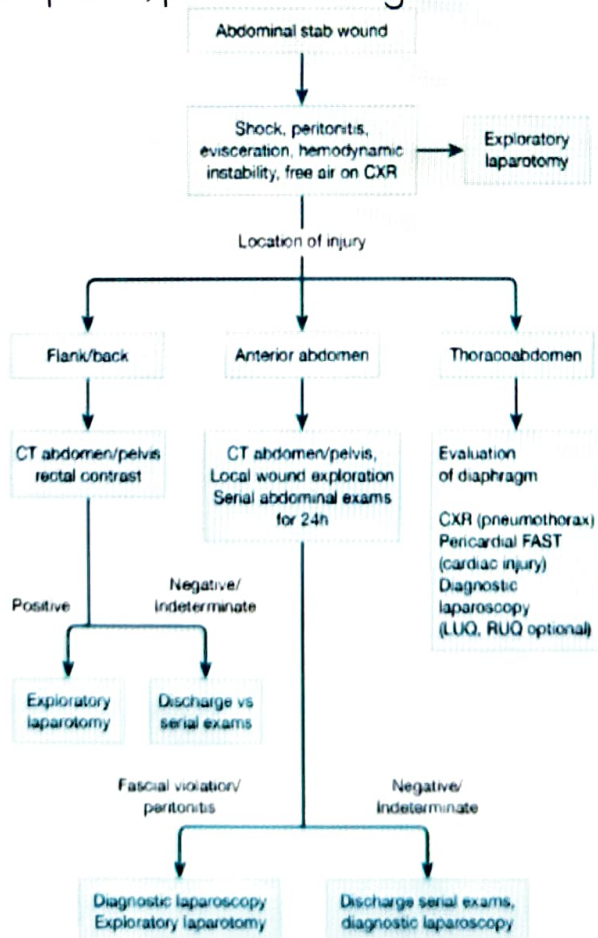 Abdominal stab wound
Shock, peritonitis,
evisceration, hemodynamic
instability, free air on CXR
Exploratory
laparotomy
Location of injury
Flank/back
Anterior abdomen
Thoracoabdomen
CT abdomen/pelvis
rectal contrast
CT abdomen/pelvis,
Local wound exploration
Serial abdominal exams
for 24h
Evaluation
of diaphragm
CXR (pneumothorax)
Pericardial FAST
(cardiac injury)
Diagnostic
laparoscopy
(LUQ, RUQ optional)
Positive
Negative/
Indeterminate
Exploratory
laparotomy
Discharge vs
serial exams
Fascial violation/
peritonitis
Negative/
Indeterminate
Diagnostic laparoscopy
Exploratory laparotomy
Discharge serial exams,
diagnostic laparoscopy